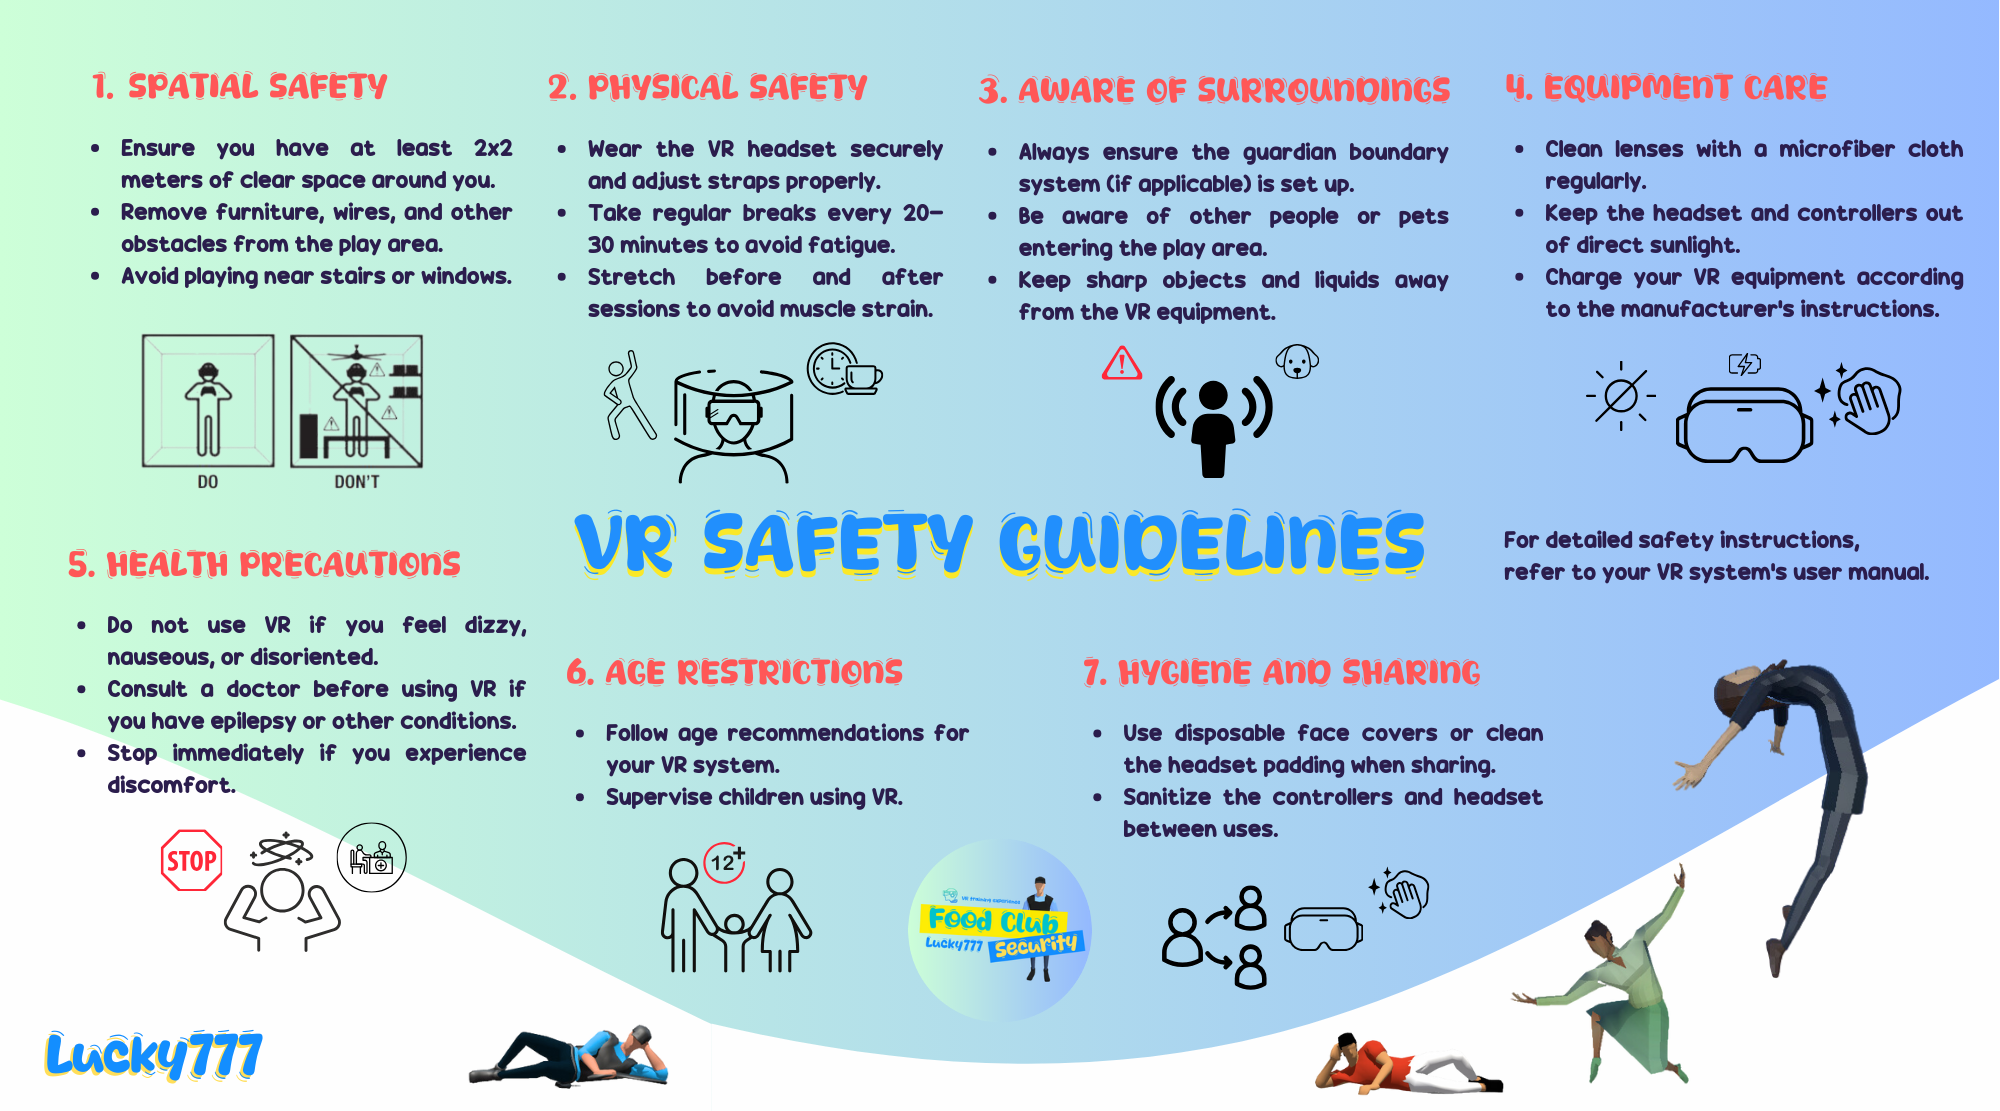 1. SPATIAL SAFETY
Ensure you have at least 2x2
meters of clear space around you.
Remove furniture, wires, and other
obstacles from the play area.
Avoid playing near stairs or windows.
DO
DON'T
2. PHYSICAL SAFETY
Wear the VR headset securely
and adjust straps properly.
Take regular breaks every 20–
30 minutes to avoid fatigue.
Stretch before and after
sessions to avoid muscle strain.
3. AWARE OF SURROUNDINGS
Always ensure the guardian boundary
system (if applicable) is set up.
Be aware of other people or pets
entering the play area.
Keep sharp objects and liquids away
from the VR equipment.
4. EQUIPMENT CARE
Clean lenses with a microfiber cloth
regularly.
Keep the headset and controllers out
of direct sunlight.
Charge your VR equipment according
to the manufacturer's instructions.
VR SAFETY GUIDELINES
For detailed safety instructions,
refer to your VR system's user manual.
5. HEALTH PRECAUTIONS
Do not use VR if you feel dizzy,
nauseous, or disoriented.
Consult a doctor before using VR if
you have epilepsy or other conditions.
Stop immediately if you experience
discomfort.
STOP
6. AGE RESTRICTIONS
Follow age recommendations for
your VR system.
Supervise children using VR.
12+
7. HYGIENE AND SHARING
Use disposable face covers or clean
the headset padding when sharing.
Sanitize the controllers and headset
between uses.
VR training experience
Food Club
Lucky777
Security
Lucky777